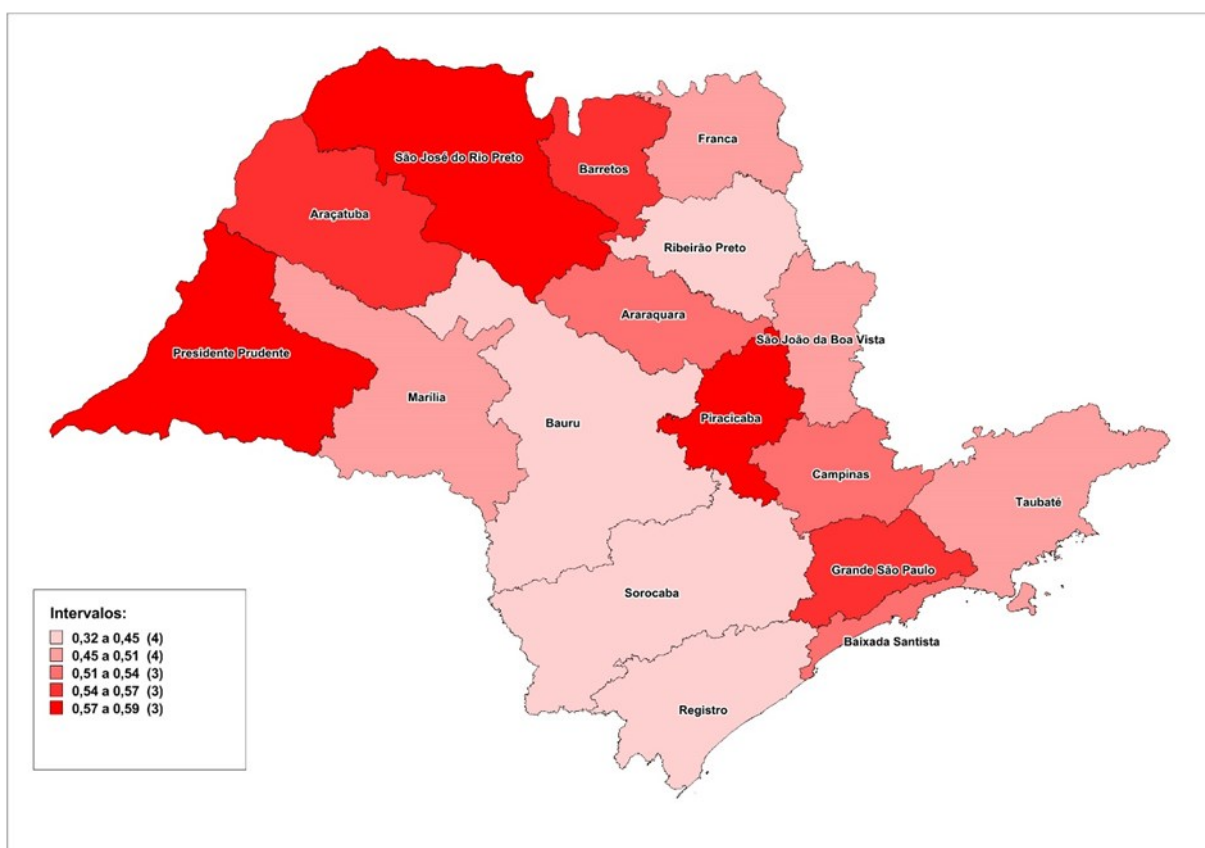 Franca
São José do Rio Preto
Barretos
Araçatuba
Ribeirão Preto
Araraquara
São João da Boa Vista
Presidente Prudente
Marília
Piracicaba
Bauru
Campinas
Taubaté
Grande São Paulo
Sorocaba
Baixada Santista
Registro
Intervalos:
0,32 a 0,45 (4)
0,45 a 0,51 (4)
0,51 a 0,54 (3)
0,54 a 0,57 (3)
0,57 a 0,59 (3)